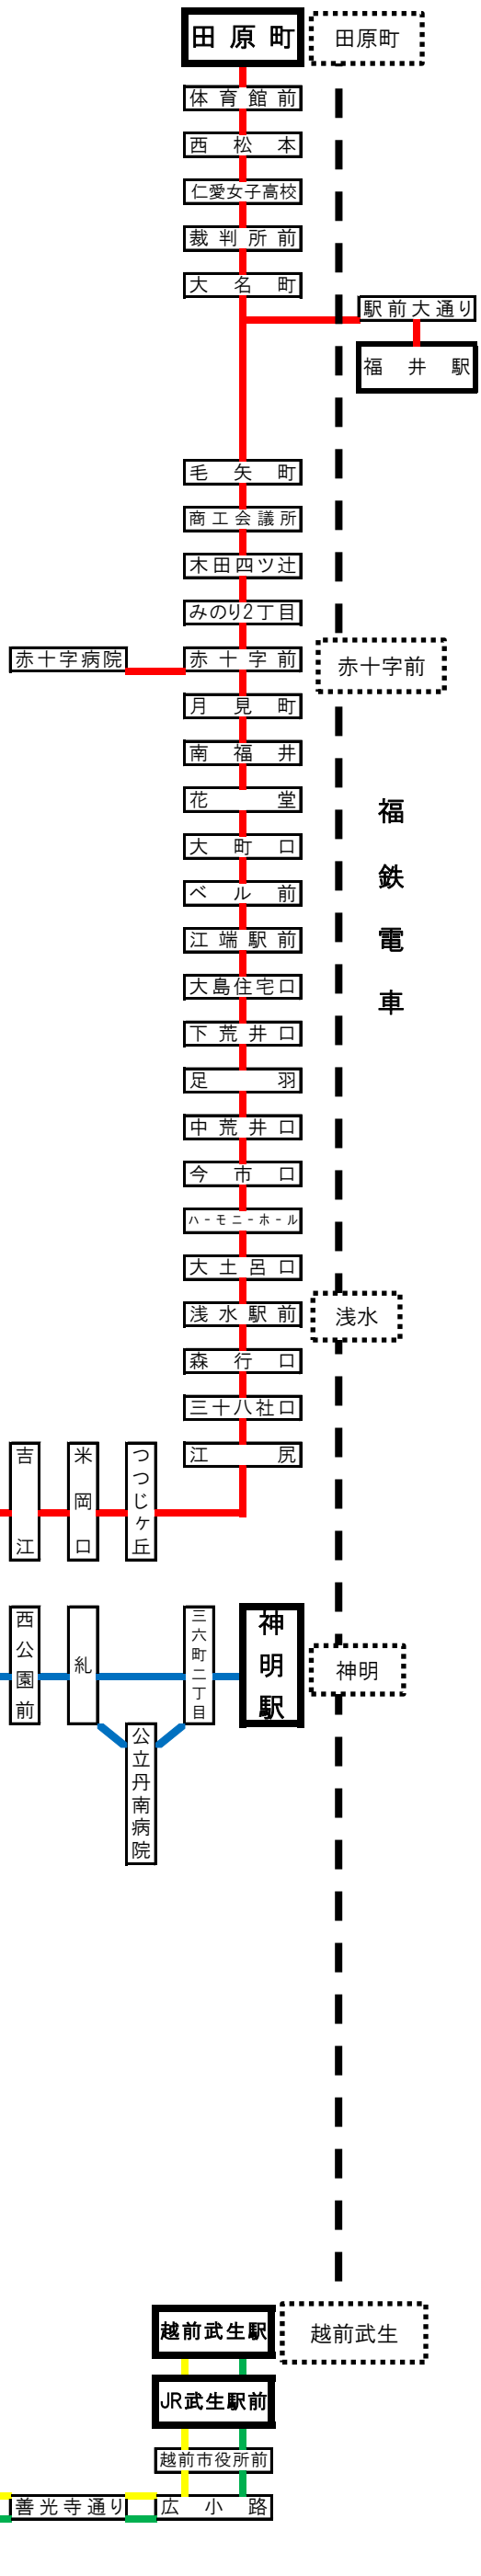 田原町
田原町
体育館前
西松本
仁愛女子高校
裁判所前
大名町
駅前大通り
福井駅
毛矢町
商工会議所
木田四ツ辻
みのり2丁目
赤十字病院
赤十字前
赤十字前
月見町
南福井
花堂
福鉄電車
大町口
ベル前
江端駅前
大島住宅口
下荒井口
足羽
中荒井口
今市口
ハーモニーホール
大土呂口
浅水駅前
浅水
森行口
三十八社口
江尻
吉江
米岡口
つつじヶ丘
西公園前
糺
三六町二丁目
神明駅
神明
公立丹南病院
越前武生駅
越前武生
JR武生駅前
越前市役所前
善光寺通り
広小路